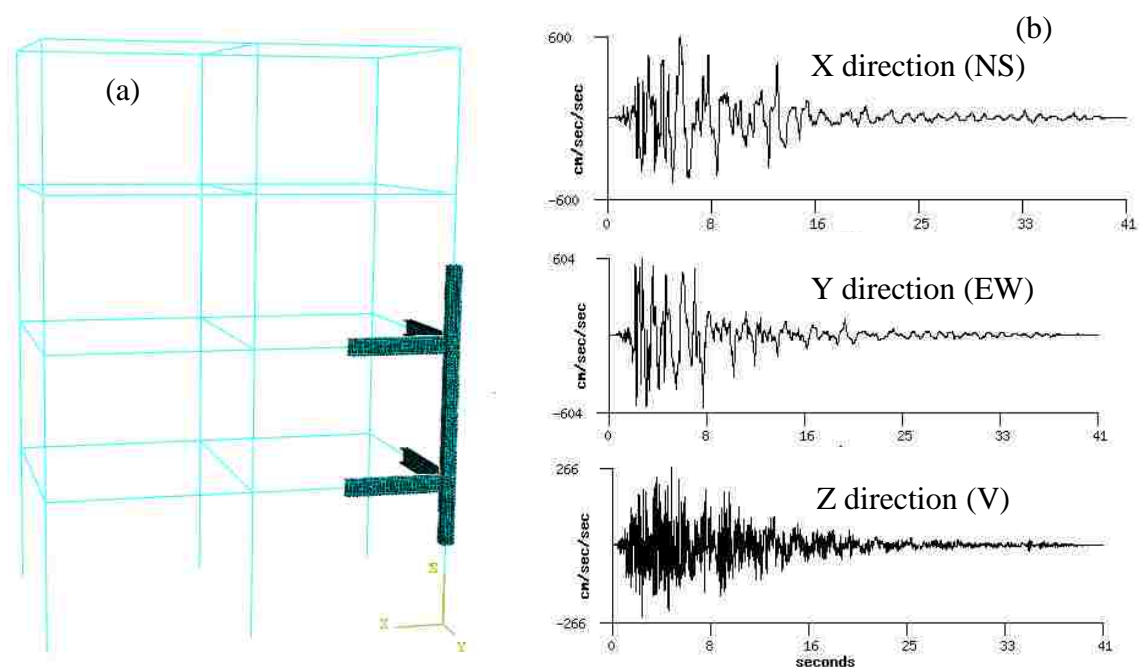 (a)
Z
X
Y
(b)
X direction (NS)
600
cm/sec/sec
-600
0 8 16 25 33 41
Y direction (EW)
604
cm/sec/sec
-604
0 8 16 25 33 41
Z direction (V)
266
cm/sec/sec
-266
0 8 16 25 33 41
seconds